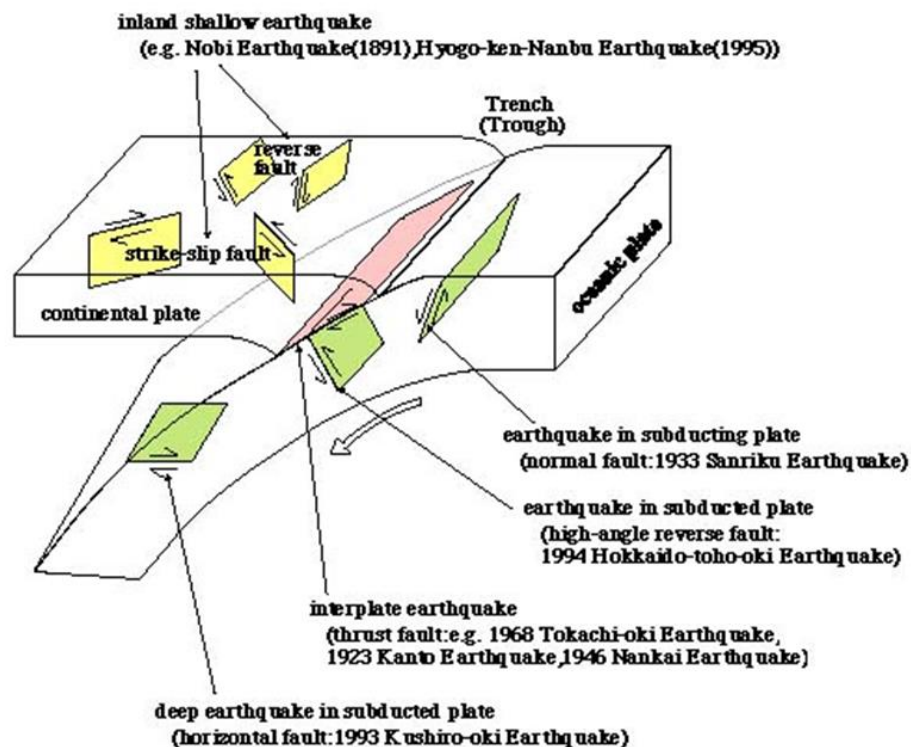 inland shallow earthquake
(e.g. Nobi Earthquake(1891),Hyogo-ken-Nanbu Earthquake(1995))
Trench
(Trough)
reverse
fault
strike-slip fault
continental plate
oceanic plate
earthquake in subducting plate
(normal fault:1933 Sanriku Earthquake)
earthquake in subducted plate
(high-angle reverse fault:
1994 Hokkaido-toho-oki Earthquake)
interplate earthquake
(thrust fault:e.g. 1968 Tokachi-oki Earthquake,
1923 Kanto Earthquake,1946 Nankai Earthquake)
deep earthquake in subducted plate
(horizontal fault:1993 Kushiro-oki Earthquake)